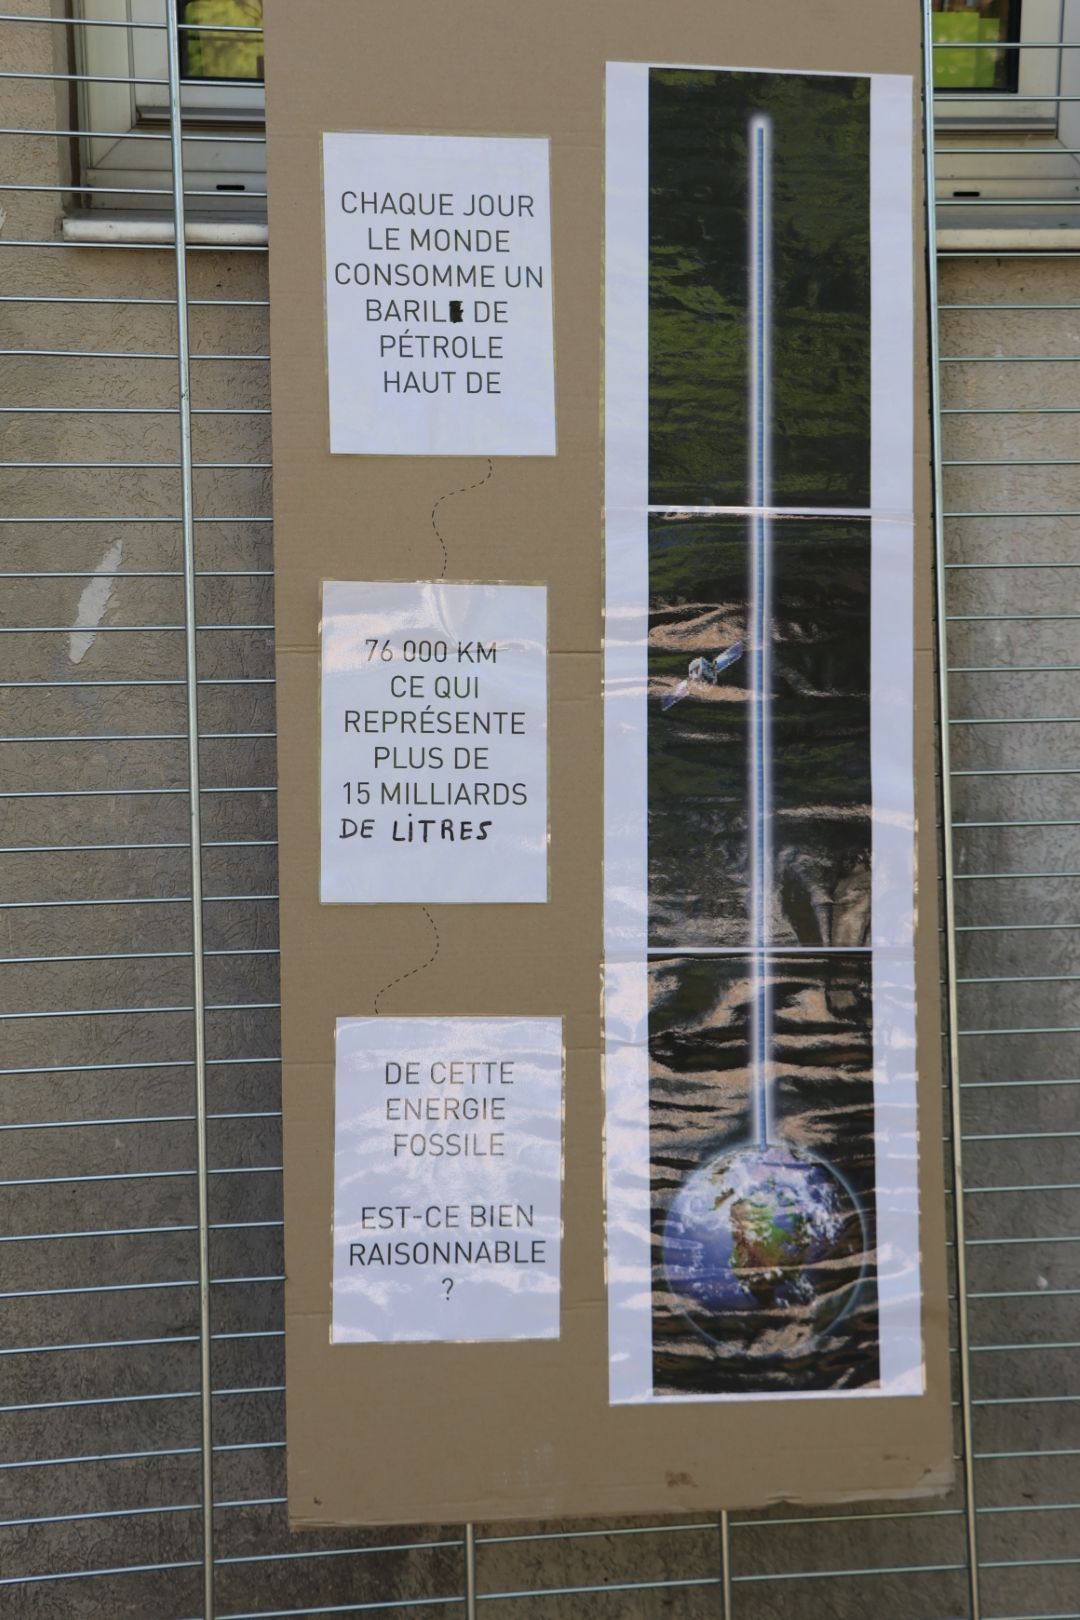 CHAQUE JOUR
LE MONDE
CONSOMME UN
BARIL DE
PÉTROLE
HAUT DE
76 000 KM
CE QUI
REPRÉSENTE
PLUS DE
15 MILLIARDS
DE LITRES
DE CETTE
ENERGIE
FOSSILE
EST-CE BIEN
RAISONNABLE
?